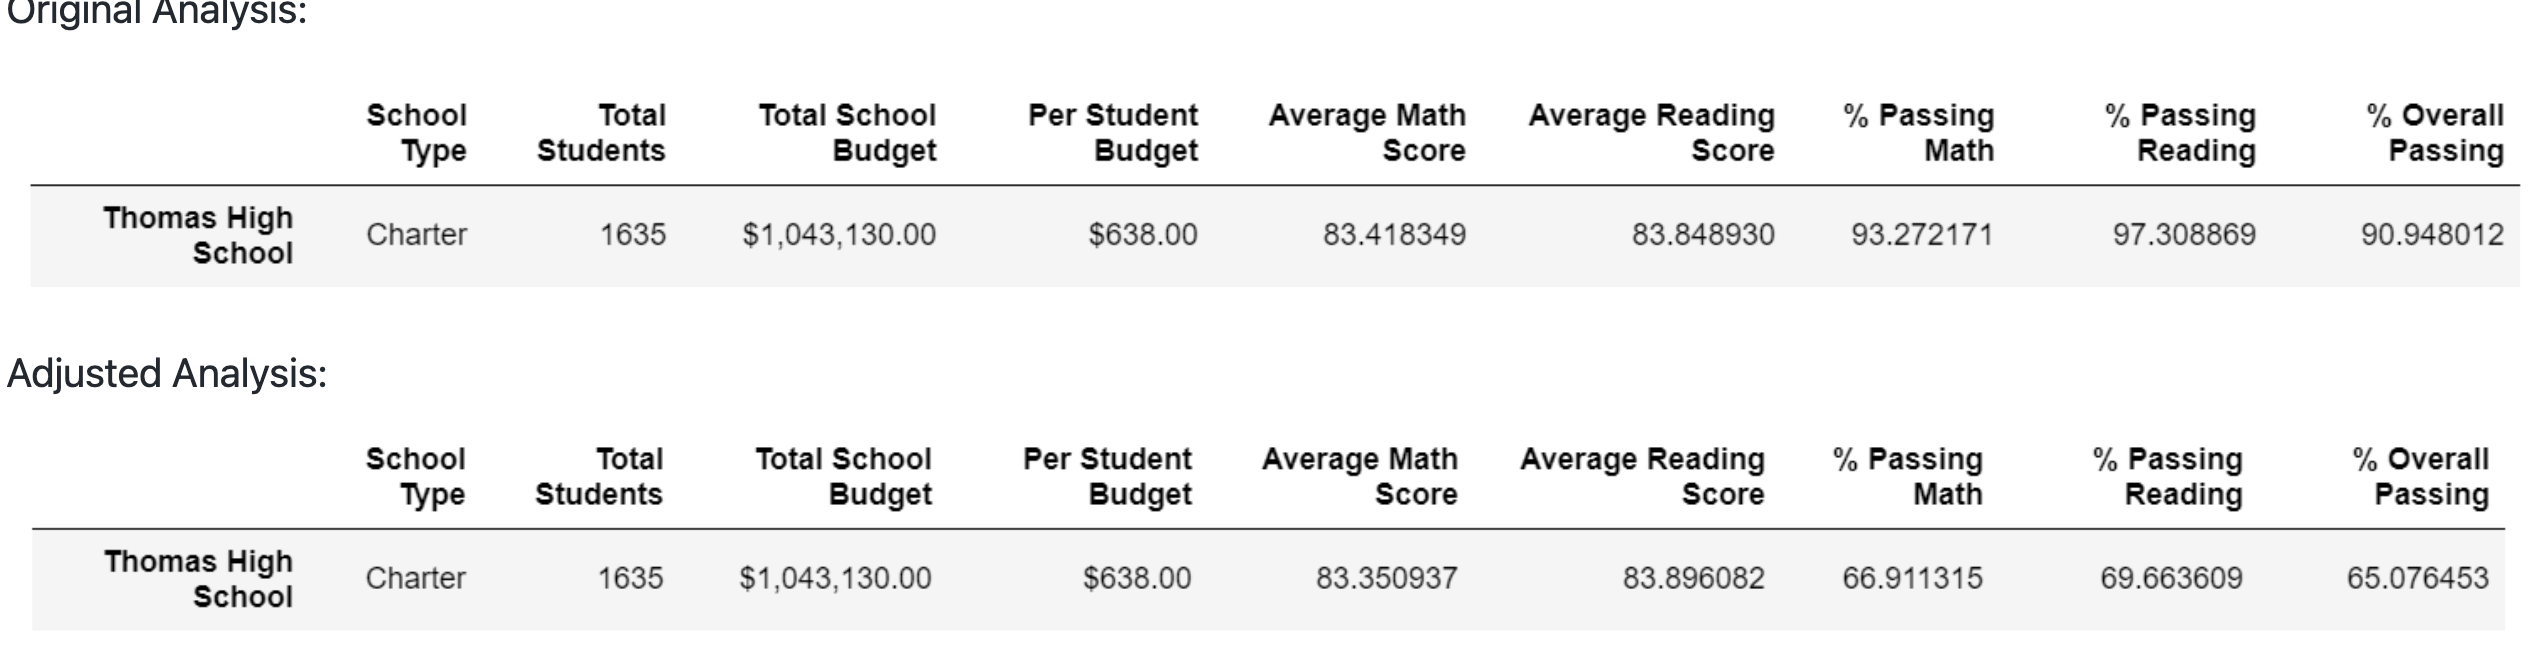 Original Analysis:
School Type Total Students Total School Budget Per Student Budget Average Math Score Average Reading Score % Passing Math % Passing Reading % Overall Passing
Thomas High School Charter 1635 $1,043,130.00 $638.00 83.418349 83.848930 93.272171 97.308869 90.948012
Adjusted Analysis:
School Type Total Students Total School Budget Per Student Budget Average Math Score Average Reading Score % Passing Math % Passing Reading % Overall Passing
Thomas High School Charter 1635 $1,043,130.00 $638.00 83.350937 83.896082 66.911315 69.663609 65.076453